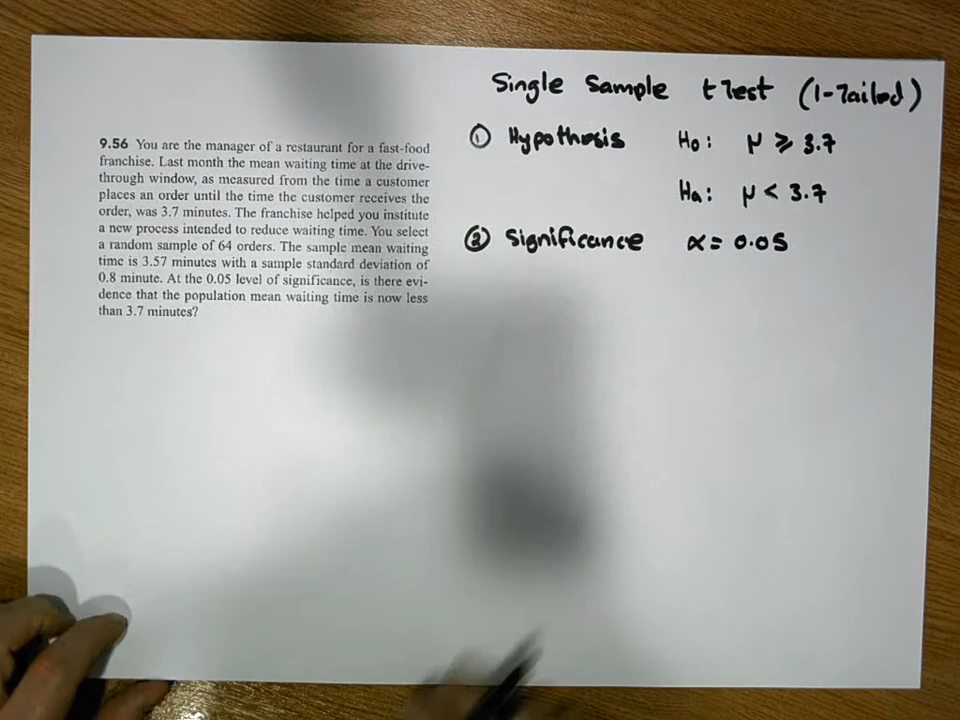 Single Sample t Test (1-Tailed)
① Hypothesis H₀: μ ⩾ 3.7
Ha: μ < 3.7
② Significance α = 0.05
9.56 You are the manager of a restaurant for a fast-food
franchise. Last month the mean waiting time at the drive-
through window, as measured from the time a customer
places an order until the time the customer receives the
order, was 3.7 minutes. The franchise helped you institute
a new process intended to reduce waiting time. You select
a random sample of 64 orders. The sample mean waiting
time is 3.57 minutes with a sample standard deviation of
0.8 minute. At the 0.05 level of significance, is there evi-
dence that the population mean waiting time is now less
than 3.7 minutes?